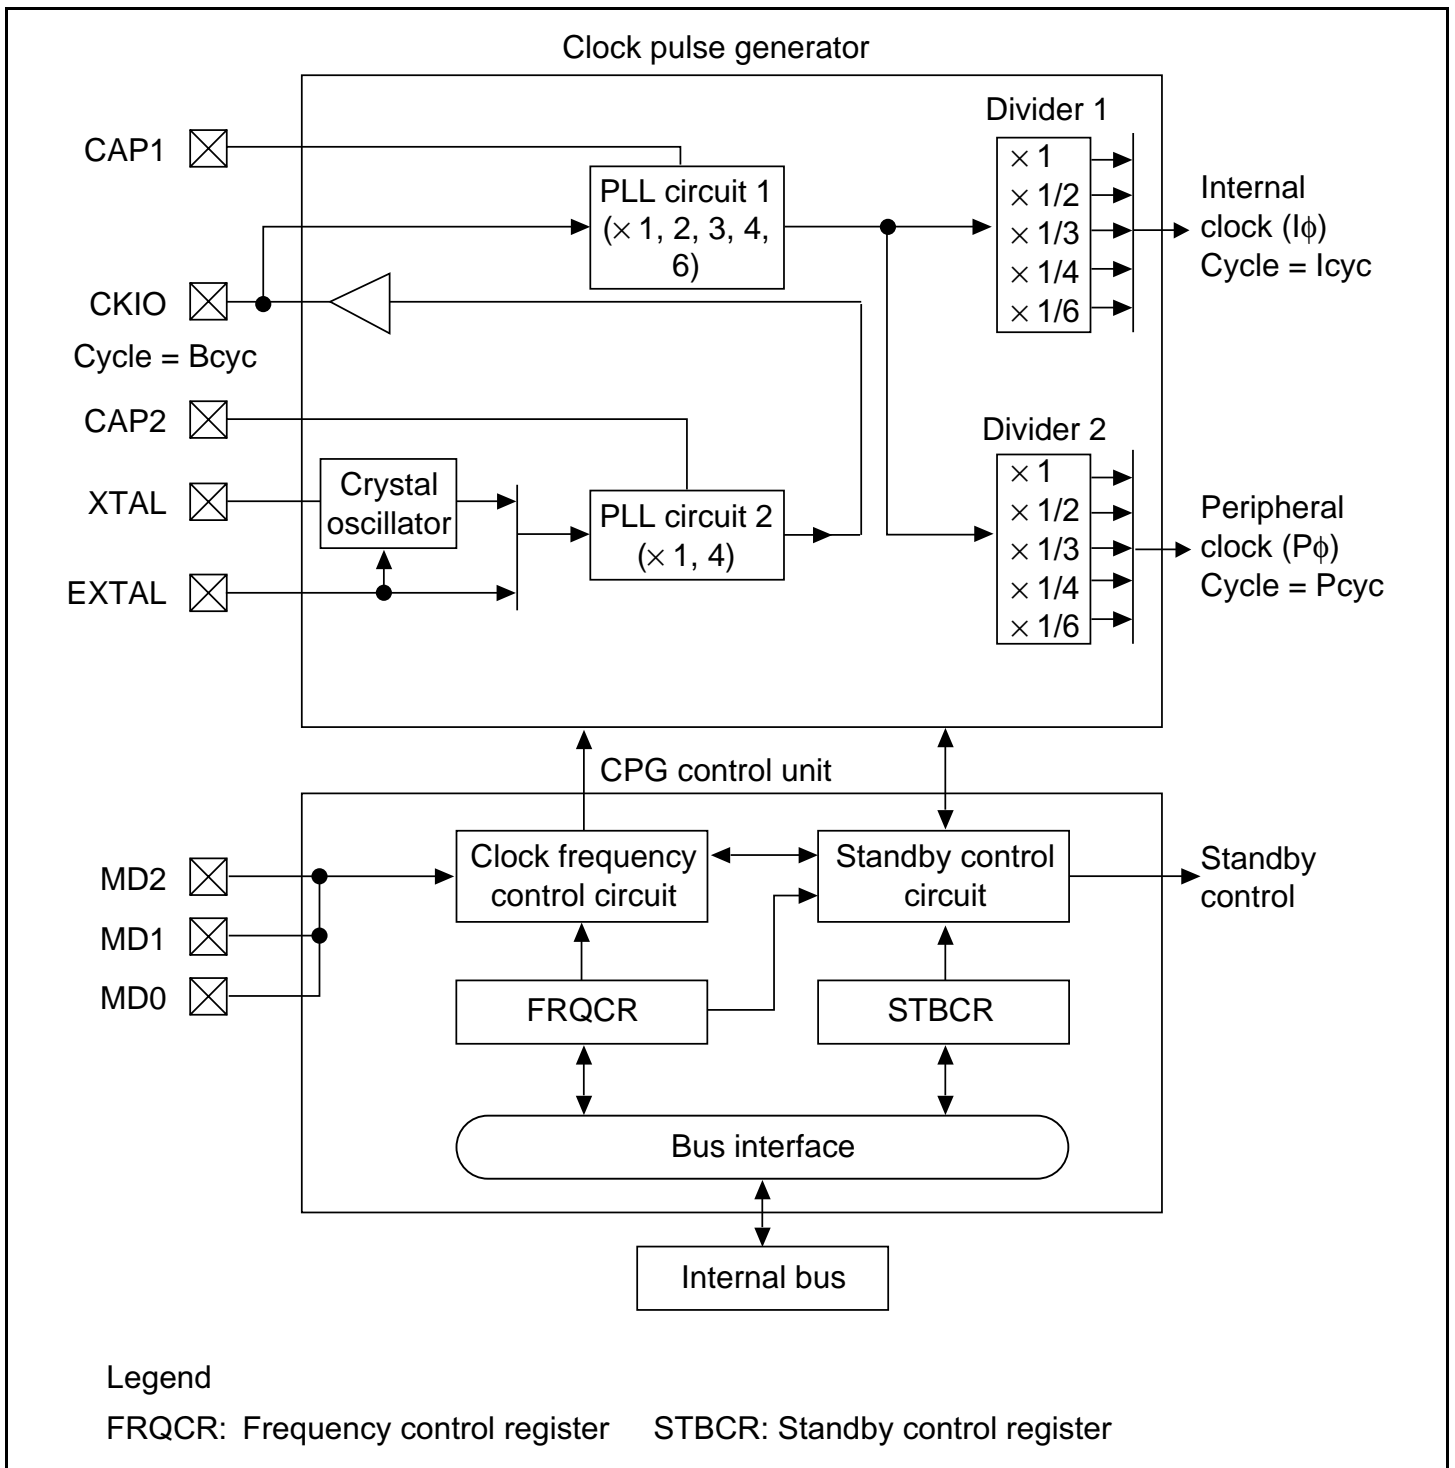 Clock pulse generator
CAP1
CKIO
Cycle = Bcyc
CAP2
XTAL
EXTAL
PLL circuit 1
(× 1, 2, 3, 4,
6)
Crystal
oscillator
PLL circuit 2
(× 1, 4)
Divider 1
× 1
× 1/2
× 1/3
× 1/4
× 1/6
Internal
clock (Iϕ)
Cycle = Icyc
Divider 2
× 1
× 1/2
× 1/3
× 1/4
× 1/6
Peripheral
clock (Pϕ)
Cycle = Pcyc
CPG control unit
MD2
MD1
MD0
Clock frequency
control circuit
Standby control
circuit
Standby
control
FRQCR
STBCR
Bus interface
Internal bus
Legend
FRQCR: Frequency control register STBCR: Standby control register